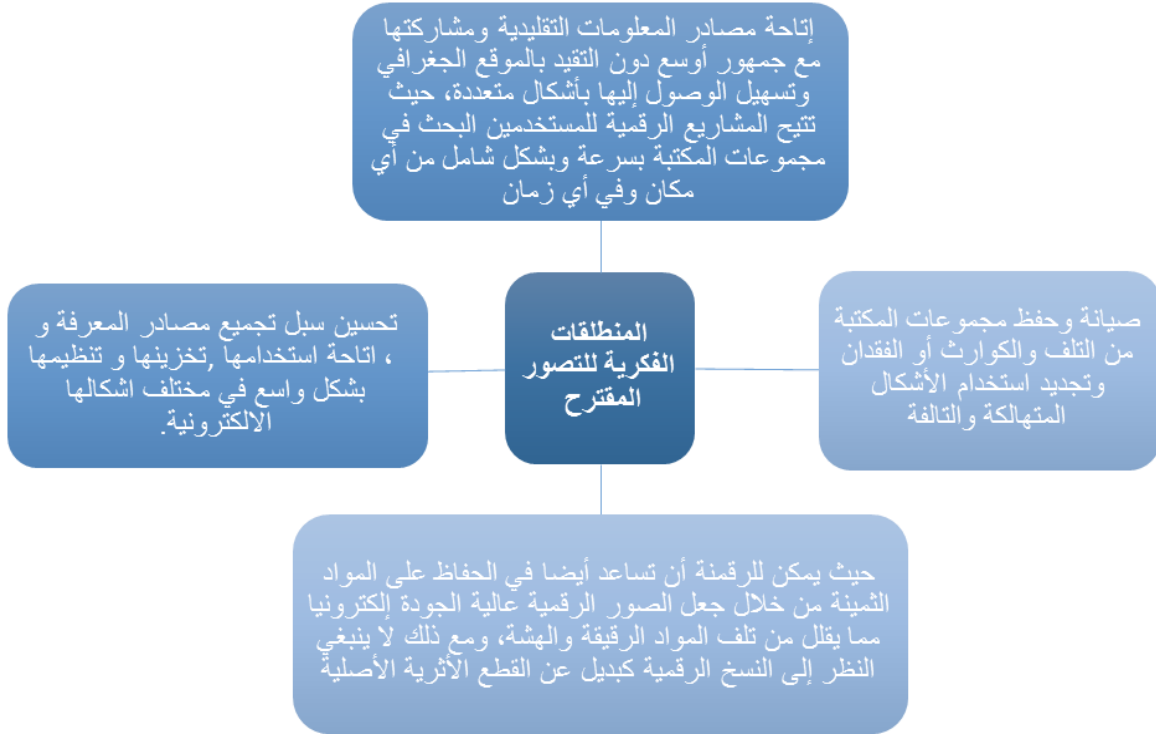 إتاحة مصادر المعلومات التقليدية ومشاركتها
مع جمهور أوسع دون التقيد بالموقع الجغرافي
وتسهيل الوصول إليها بأشكال متعددة، حيث
تتيح المشاريع الرقمية للمستخدمين البحث في
مجموعات المكتبة بسرعة وبشكل شامل من أي
مكان وفي أي زمان
صيانة وحفظ مجموعات المكتبة
من التلف والكوارث أو الفقدان
وتجديد استخدام الأشكال
المتهالكة والتالفة
المنطلقات
الفكرية للتصور
المقترح
تحسين سبل تجميع مصادر المعرفة و
، اتاحة استخدامها ,تخزينها و تنظيمها
بشكل واسع في مختلف اشكالها
الالكترونية.
حيث يمكن للرقمنة أن تساعد أيضا في الحفاظ على المواد
الثمينة من خلال جعل الصور الرقمية عالية الجودة إلكترونيا
مما يقلل من تلف المواد الرقيقة والهشة، ومع ذلك لا ينبغي
النظر إلى النسخ الرقمية كبديل عن القطع الأثرية الأصلية